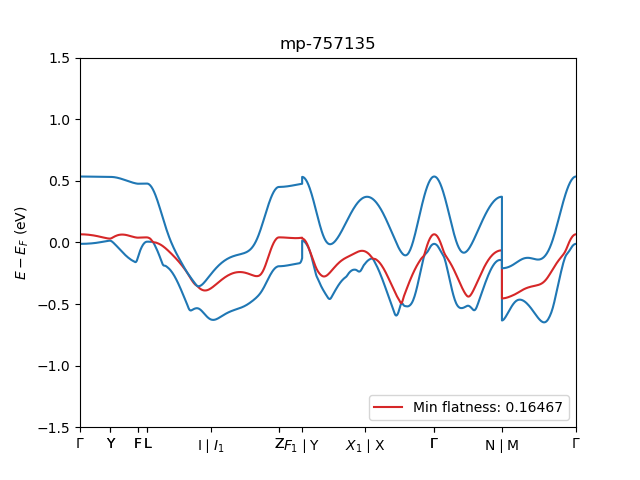 mp-757135
E − E_F (eV)
1.5
1.0
0.5
0.0
−0.5
−1.0
−1.5
Min flatness: 0.16467
Γ Y F L I | I₁ Z F₁ | Y X₁ | X Γ N | M Γ